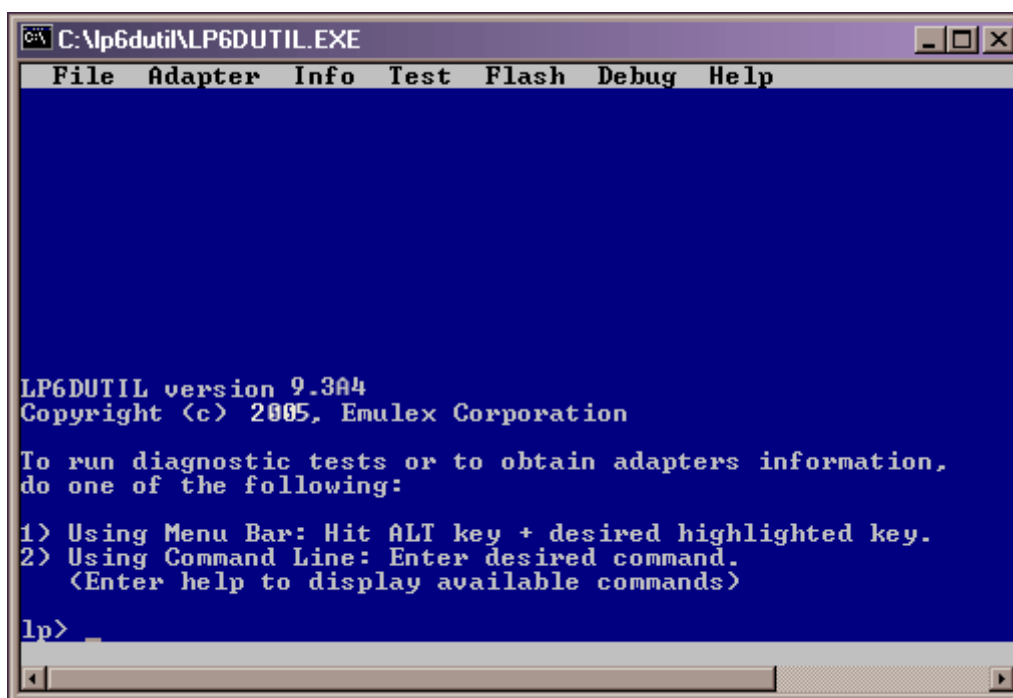 C:\lp6dutil\LP6DUTIL.EXE
File Adapter Info Test Flash Debug Help
LP6DUTIL version 9.3A4
Copyright (c) 2005, Emulex Corporation
To run diagnostic tests or to obtain adapters information,
do one of the following:
1) Using Menu Bar: Hit ALT key + desired highlighted key.
2) Using Command Line: Enter desired command.
(Enter help to display available commands)
lp> _